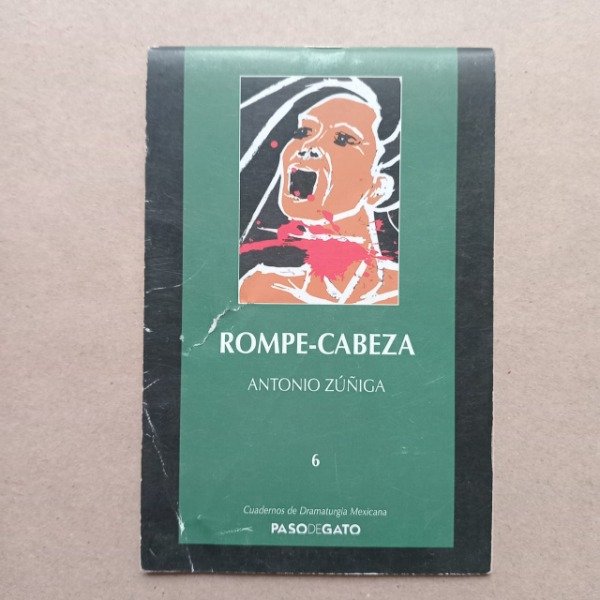 ROMPE-CABEZA
ANTONIO ZÚÑIGA
6
Cuadernos de Dramaturgia Mexicana
PASODEGATO